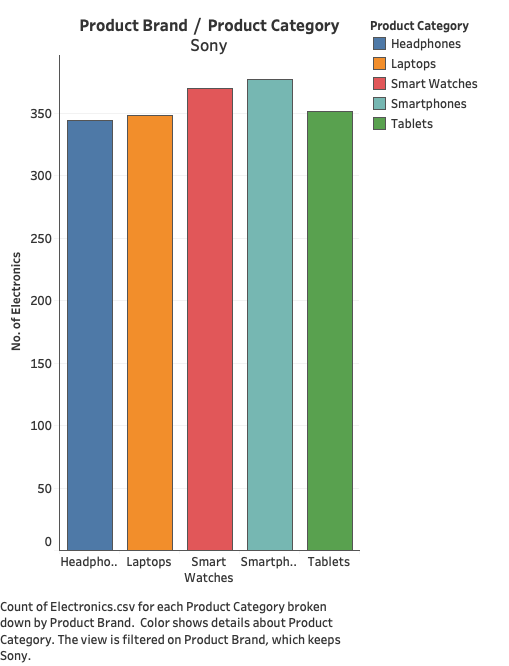 Product Brand / Product Category
Sony
Product Category
Headphones
Laptops
Smart Watches
Smartphones
Tablets
No. of Electronics
350
300
250
200
150
100
50
0
Headpho.. Laptops Smart Watches Smartph.. Tablets
Count of Electronics.csv for each Product Category broken
down by Product Brand. Color shows details about Product
Category. The view is filtered on Product Brand, which keeps
Sony.